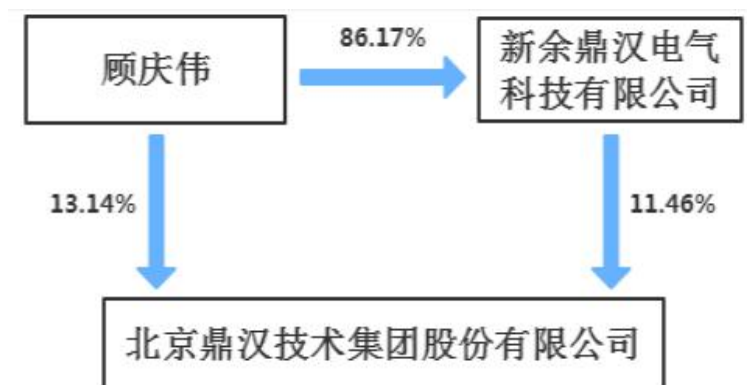 顾庆伟
86.17%
新余鼎汉电气
科技有限公司
13.14%
11.46%
北京鼎汉技术集团股份有限公司